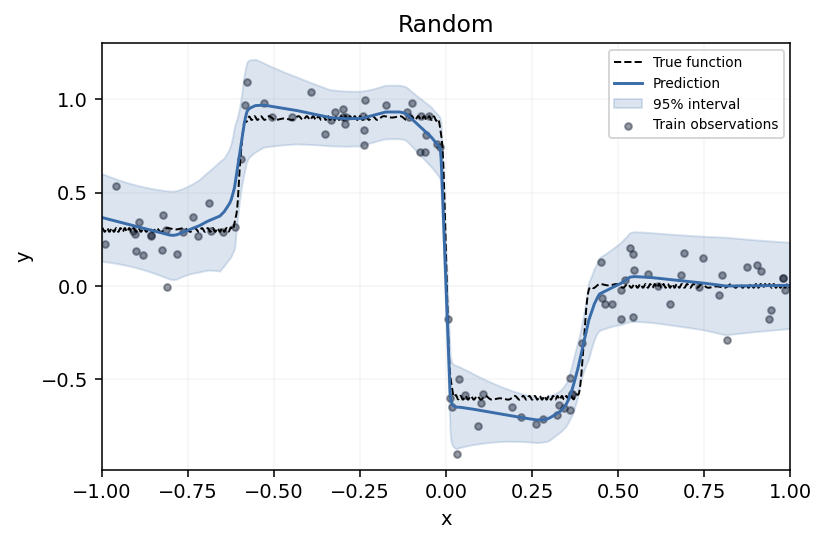 Random
True function
Prediction
95% interval
Train observations
1.0
0.5
0.0
−0.5
y
−1.00 −0.75 −0.50 −0.25 0.00 0.25 0.50 0.75 1.00
x